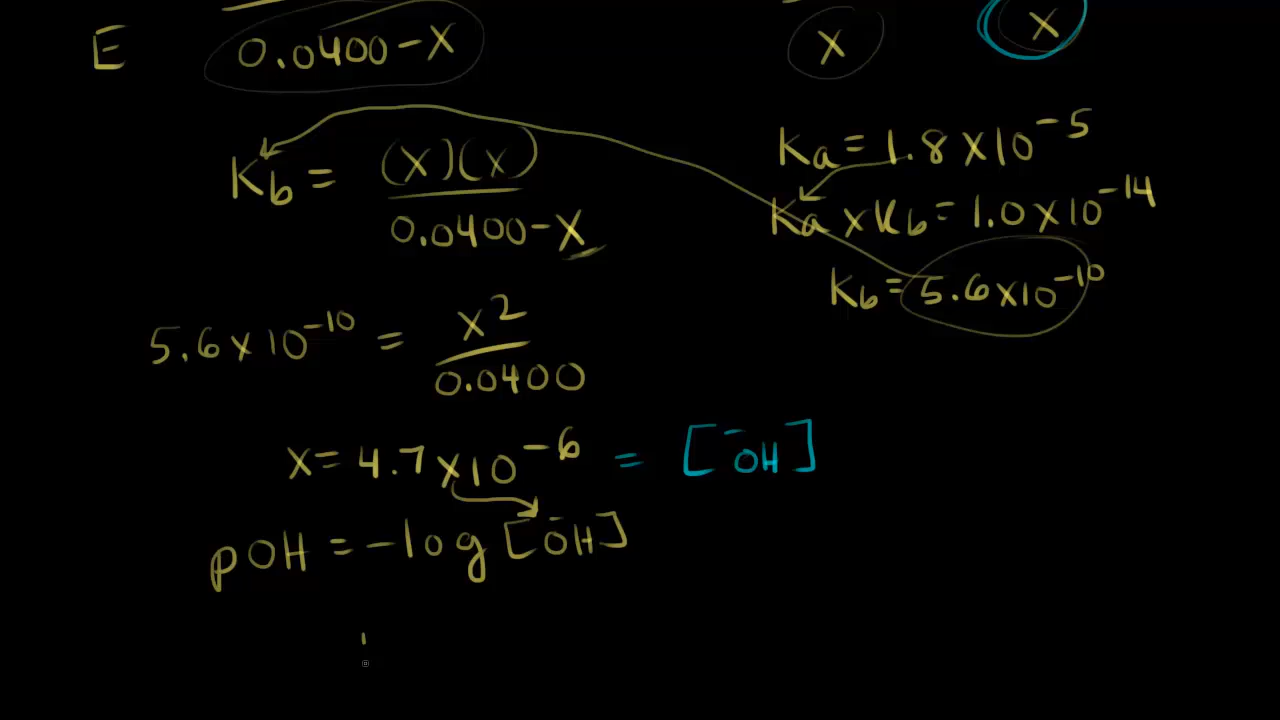 E 0.0400-X X X
Kb = (X)(X) / 0.0400-X
Ka = 1.8 X 10^-5
Ka X Kb = 1.0 X 10^-14
Kb = 5.6 X 10^-10
5.6 X 10^-10 = X^2 / 0.0400
X = 4.7 X 10^-6 = [⁻OH]
pOH = -log [⁻OH]